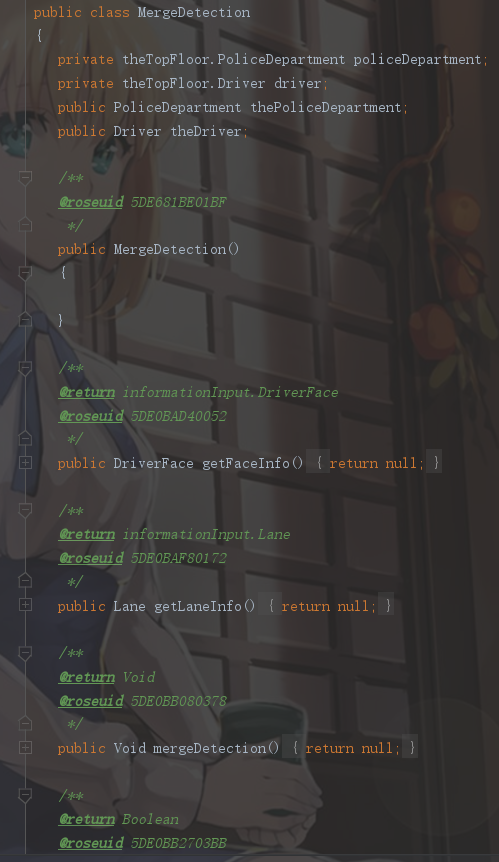 public class MergeDetection
{
private theTopFloor.PoliceDepartment policeDepartment;
private theTopFloor.Driver driver;
public PoliceDepartment thePoliceDepartment;
public Driver theDriver;
/**
@roseuid 5DE681BE01BF
*/
public MergeDetection()
{
}
/**
@return informationInput.DriverFace
@roseuid 5DE0BAD40052
*/
public DriverFace getFaceInfo() { return null; }
/**
@return informationInput.Lane
@roseuid 5DE0BAF80172
*/
public Lane getLaneInfo() { return null; }
/**
@return Void
@roseuid 5DE0BB080378
*/
public Void mergeDetection() { return null; }
/**
@return Boolean
@roseuid 5DE0BB2703BB